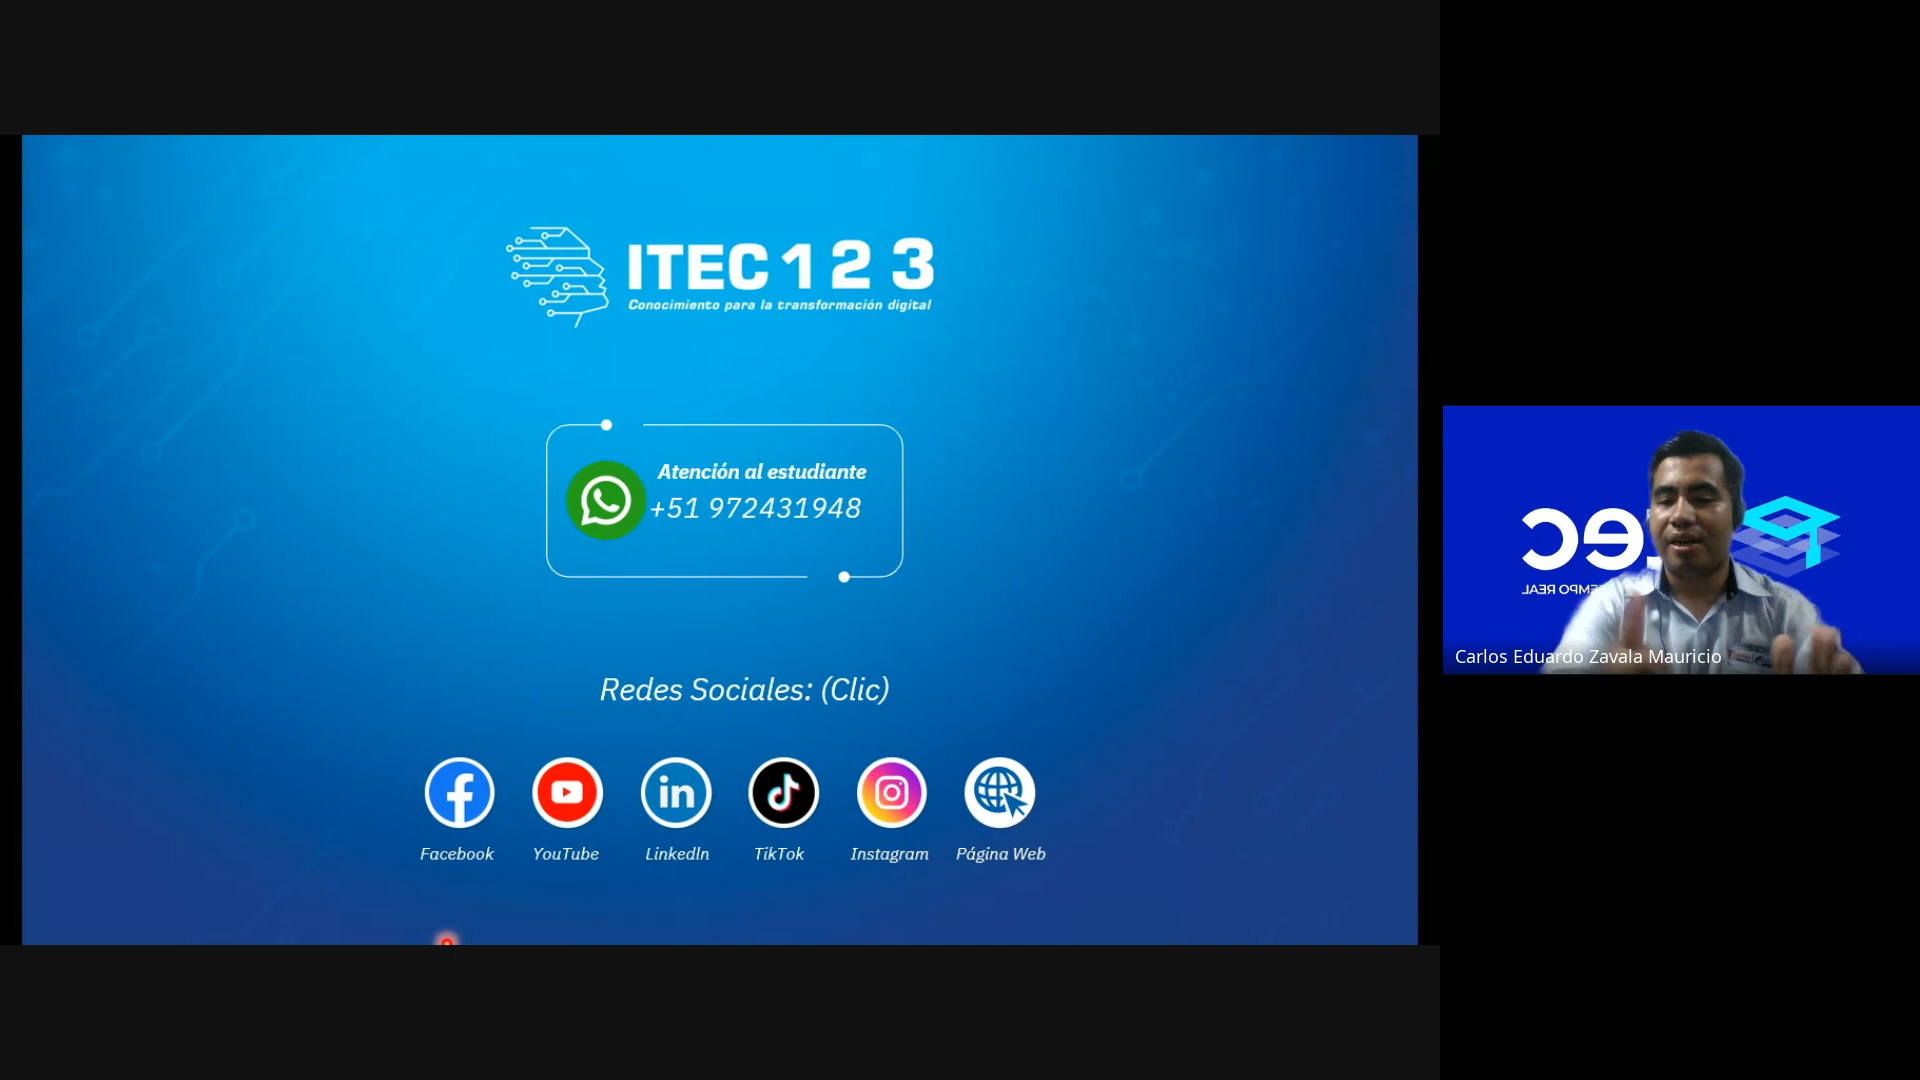 ITEC 1 2 3
Conocimiento para la transformación digital
Atención al estudiante
+51 972431948
Redes Sociales: (Clic)
Facebook
YouTube
LinkedIn
TikTok
Instagram
Página Web
Carlos Eduardo Zavala Mauricio